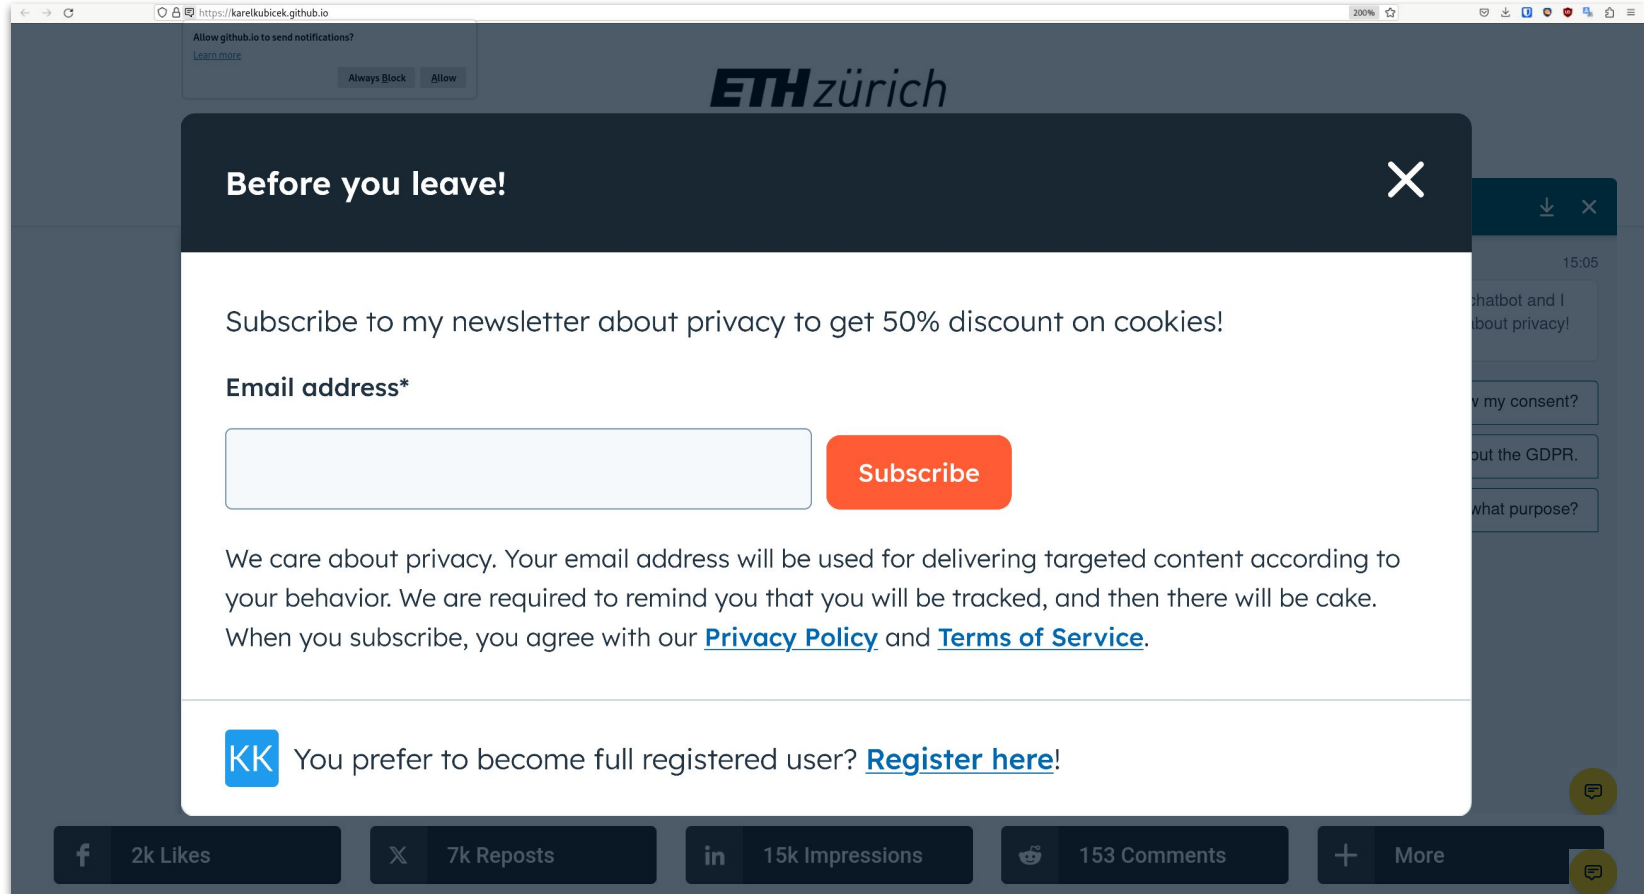 https://karelkubicek.github.io
200%
Allow github.io to send notifications?
Learn more
Always Block
Allow
ETH zürich
Before you leave!
15:05
chatbot and I
about privacy!
my consent?
out the GDPR.
what purpose?
Subscribe to my newsletter about privacy to get 50% discount on cookies!
Email address*
Subscribe
We care about privacy. Your email address will be used for delivering targeted content according to
your behavior. We are required to remind you that you will be tracked, and then there will be cake.
When you subscribe, you agree with our Privacy Policy and Terms of Service.
KK You prefer to become full registered user? Register here!
2k Likes
7k Reposts
in 15k Impressions
153 Comments
More